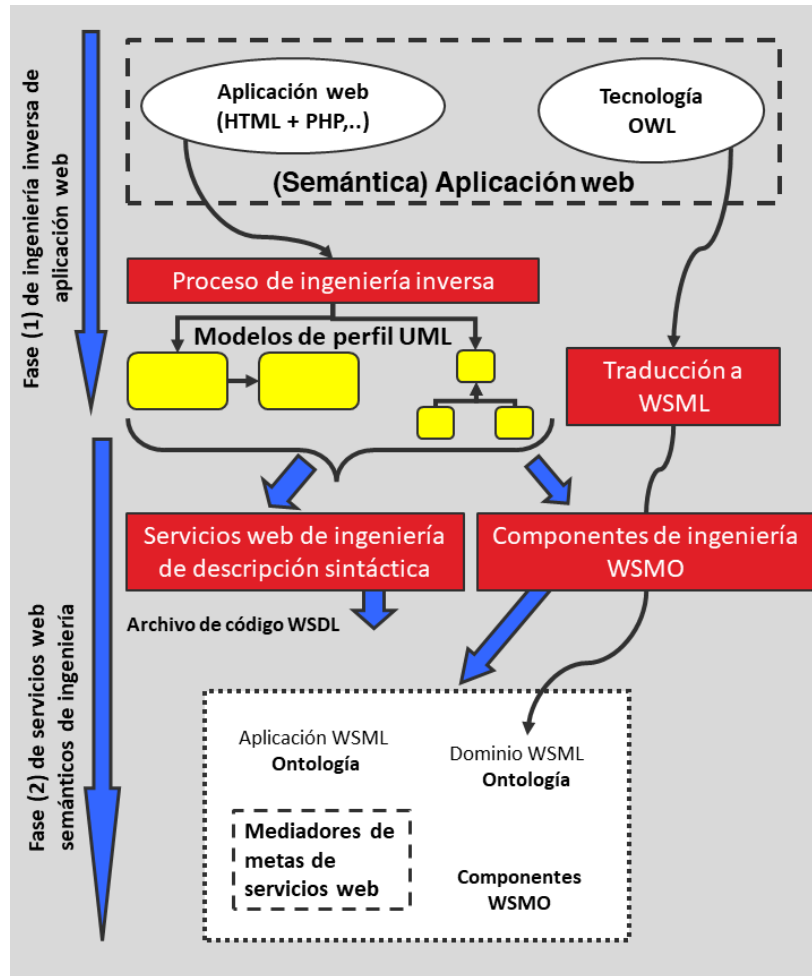 Fase (1) de ingeniería inversa de
aplicación web
Aplicación web
(HTML + PHP,..)
Tecnología
OWL
(Semántica) Aplicación web
Proceso de ingeniería inversa
Modelos de perfil UML
Traducción a
WSML
Fase (2) de servicios web
semánticos de ingeniería
Servicios web de ingeniería
de descripción sintáctica
Componentes de ingeniería
WSMO
Archivo de código WSDL
Aplicación WSML
Ontología
Dominio WSML
Ontología
Mediadores de
metas de
servicios web
Componentes
WSMO